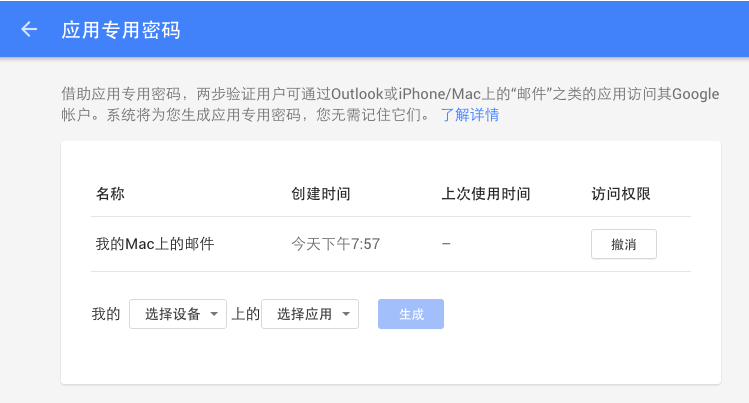 应用专用密码
借助应用专用密码，两步验证用户可通过Outlook或iPhone/Mac上的“邮件”之类的应用访问其Google
帐户。系统将为您生成应用专用密码，您无需记住它们。 了解详情
名称 创建时间 上次使用时间 访问权限
我的Mac上的邮件 今天下午7:57 – 撤消
我的 选择设备 上的 选择应用 生成